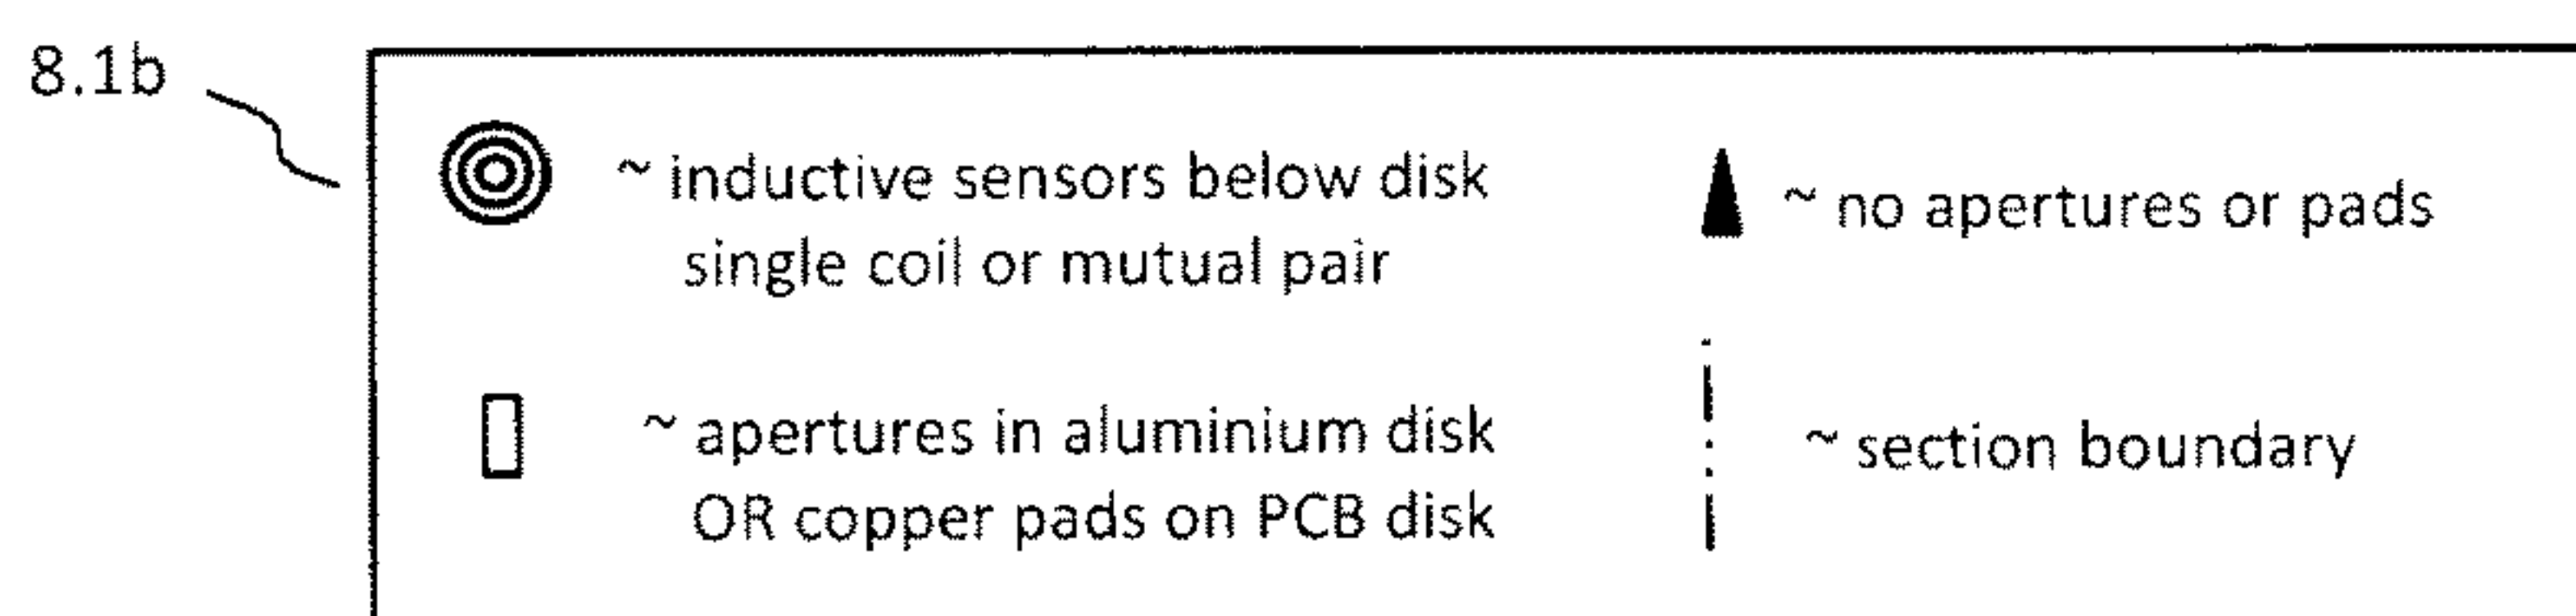 8.1b
~ inductive sensors below disk
single coil or mutual pair
~ no apertures or pads
~ apertures in aluminium disk
OR copper pads on PCB disk
~ section boundary